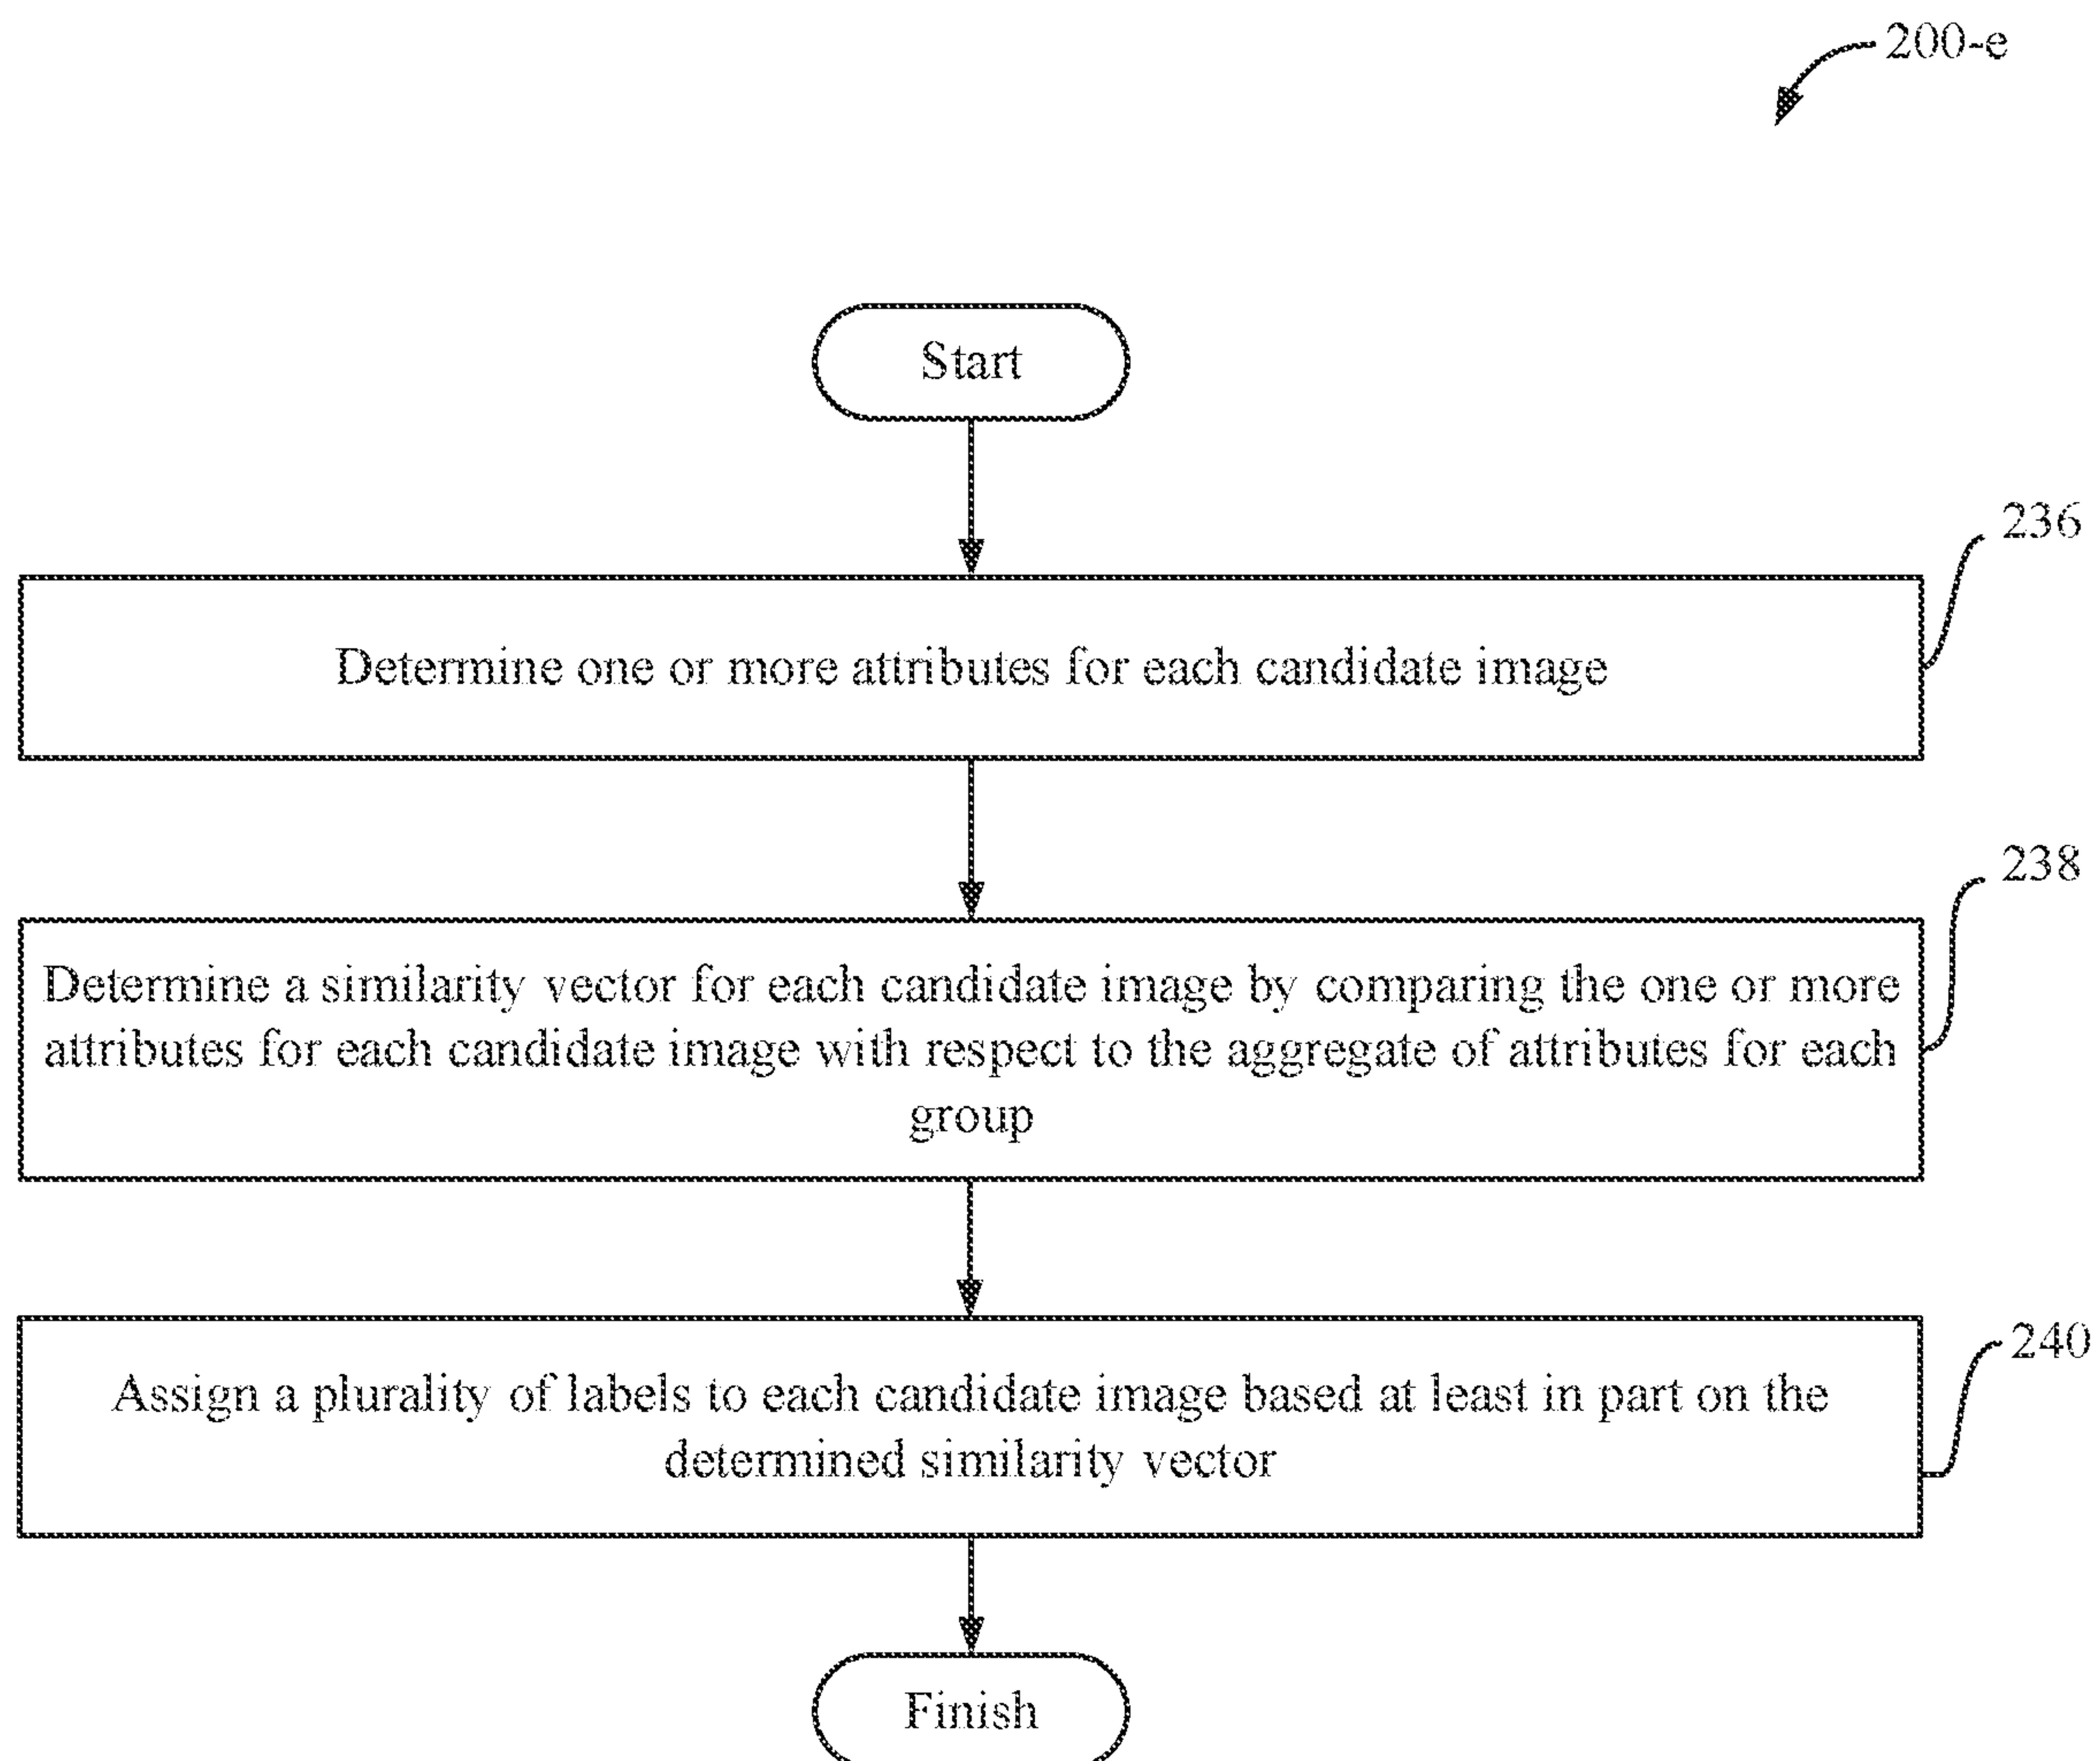 200-e
Start
236
Determine one or more attributes for each candidate image
238
Determine a similarity vector for each candidate image by comparing the one or more
attributes for each candidate image with respect to the aggregate of attributes for each
group
240
Assign a plurality of labels to each candidate image based at least in part on the
determined similarity vector
Finish